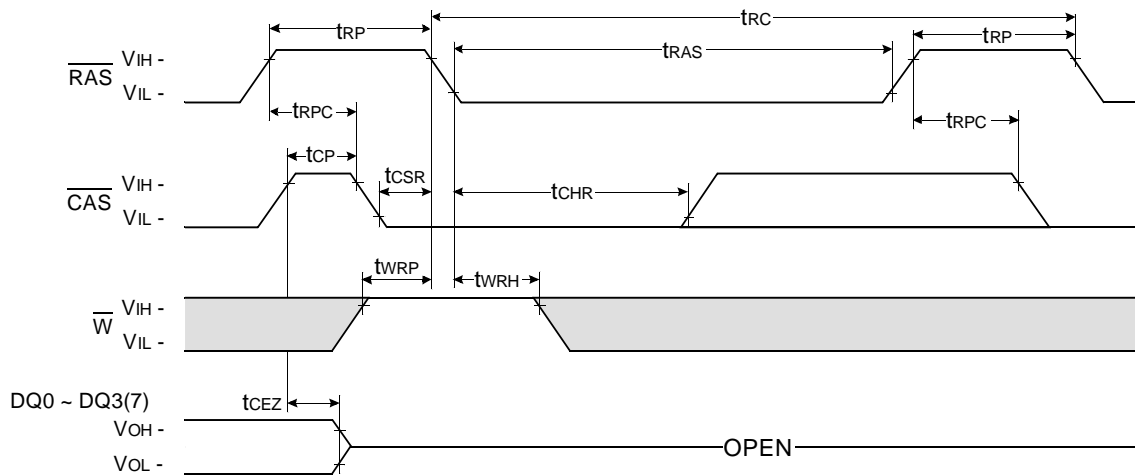 tRC
tRP
tRAS
tRP
RAS
VIH -
VIL -
tRPC
tRPC
tCP
tCSR
tCHR
CAS
VIH -
VIL -
tWRP
tWRH
W
VIH -
VIL -
DQ0 ~ DQ3(7)
tCEZ
VOH -
VOL -
OPEN